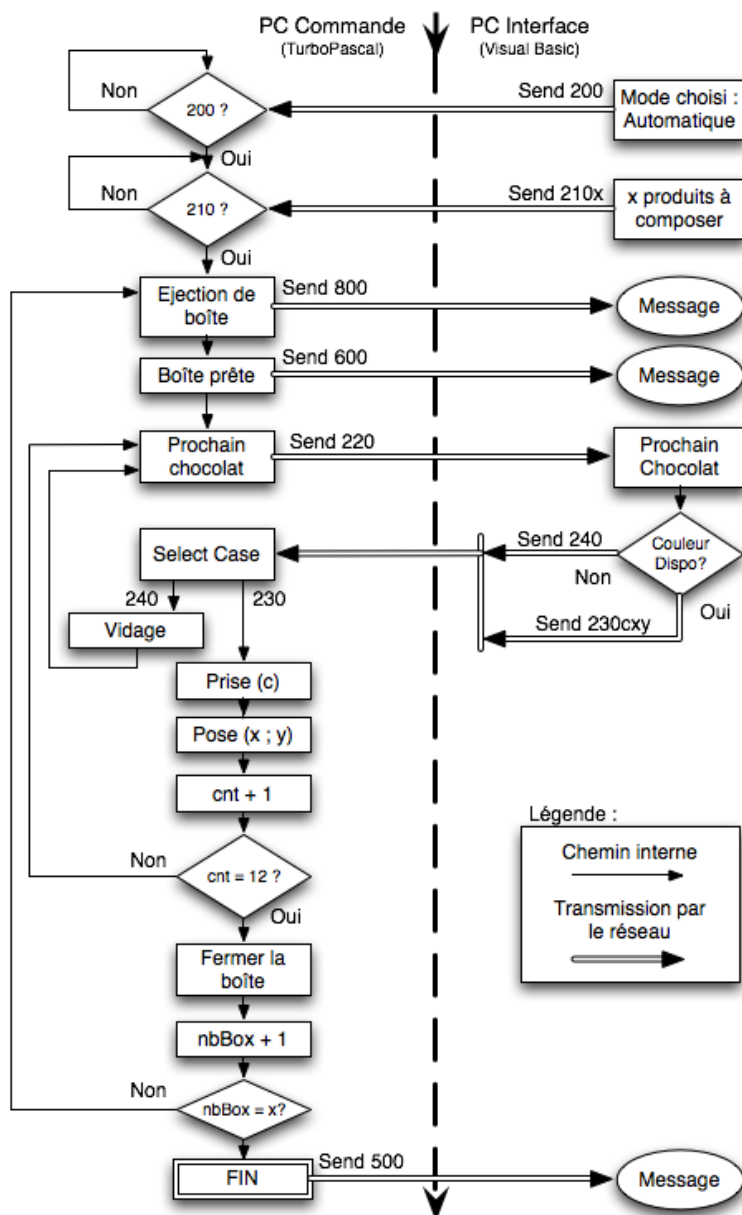 PC Commande
(TurboPascal)
PC Interface
(Visual Basic)
Non
200 ?
Send 200
Mode choisi :
Automatique
Oui
Non
210 ?
Send 210x
x produits à
composer
Oui
Ejection de
boîte
Send 800
Message
Boîte prête
Send 600
Message
Prochain
chocolat
Send 220
Prochain
Chocolat
Select Case
Send 240
Couleur
Dispo?
Non
Oui
240
230
Vidage
Send 230cxy
Prise (c)
Pose (x ; y)
cnt + 1
Légende :
Chemin interne
Transmission par
le réseau
Non
cnt = 12 ?
Oui
Fermer la
boîte
nbBox + 1
Non
nbBox = x?
FIN
Send 500
Message